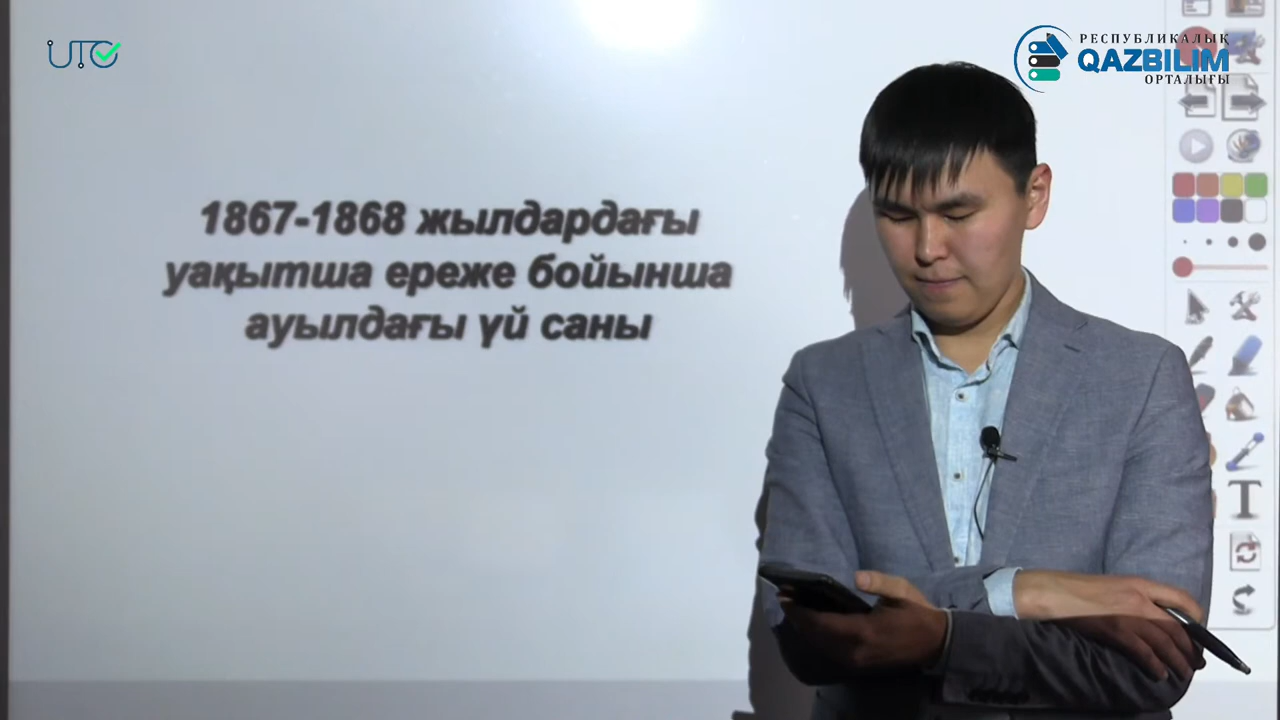 UTO
РЕСПУБЛИКАЛЫҚ
QAZBILIM
ОРТАЛЫҒЫ
1867-1868 жылдардағы
уақытша ереже бойынша
ауылдағы үй саны
T